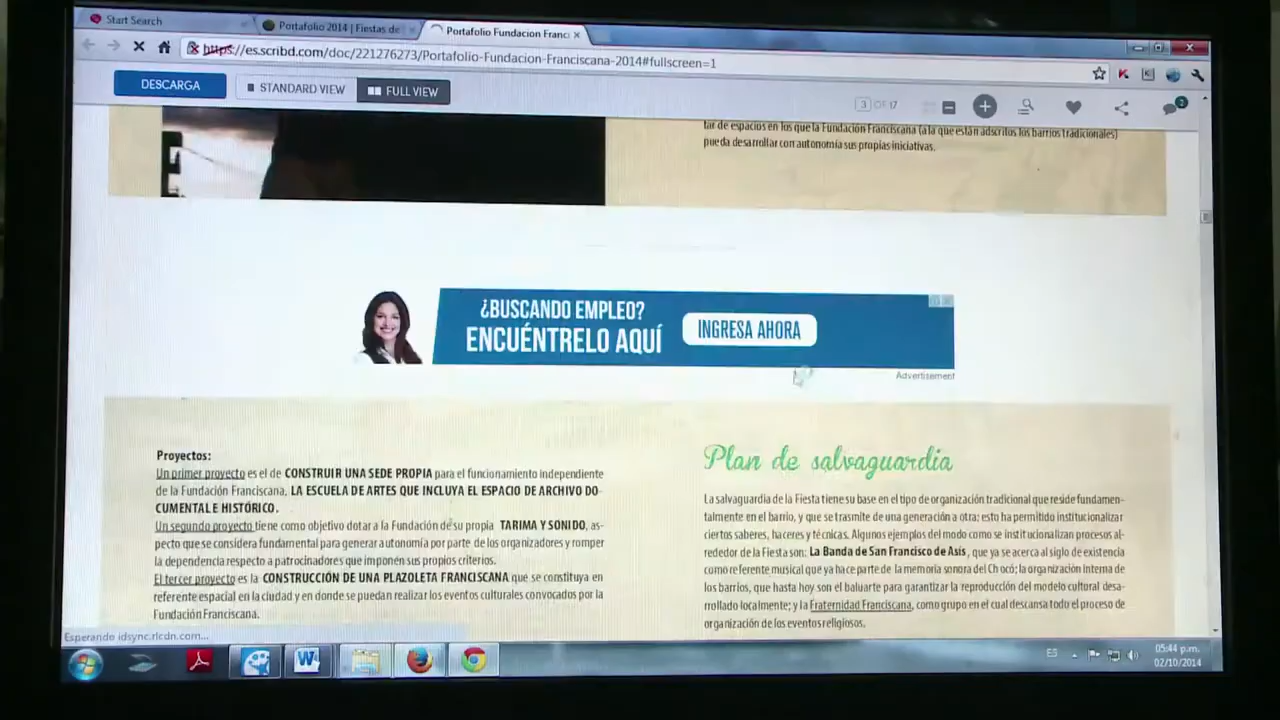 Start Search
Portafolio 2014 | Fiestas de
Portafolio Fundacion Franci
https://es.scribd.com/doc/221276273/Portafolio-Fundacion-Franciscana-2014#fullscreen=1
DESCARGA
STANDARD VIEW
FULL VIEW
3 OF 17
2
tar de espacios en los que la Fundación Franciscana (a la que están adscritos los barrios tradicionales)
pueda desarrollar con autonomía sus propias iniciativas.
¿BUSCANDO EMPLEO?
ENCUÉNTRELO AQUÍ
INGRESA AHORA
Advertisement
Proyectos:
Un primer proyecto es el de CONSTRUIR UNA SEDE PROPIA para el funcionamiento independiente
de la Fundación Franciscana, LA ESCUELA DE ARTES QUE INCLUYA EL ESPACIO DE ARCHIVO DO-
CUMENTAL E HISTÓRICO.
Un segundo proyecto tiene como objetivo dotar a la Fundación de su propia TARIMA Y SONIDO, as-
pecto que se considera fundamental para generar autonomía por parte de los organizadores y romper
la dependencia respecto a patrocinadores que imponen sus propios criterios.
El tercer proyecto es la CONSTRUCCIÓN DE UNA PLAZOLETA FRANCISCANA que se constituya en
referente espacial en la ciudad y en donde se puedan realizar los eventos culturales convocados por la
Fundación Franciscana.
Plan de salvaguardia
La salvaguardia de la Fiesta tiene su base en el tipo de organización tradicional que reside fundamen-
talmente en el barrio, y que se trasmite de una generación a otra: esto ha permitido institucionalizar
ciertos saberes, haceres y técnicas. Algunos ejemplos del modo como se institucionalizan procesos al-
rededor de la Fiesta son: La Banda de San Francisco de Asis, que ya se acerca al siglo de existencia
como referente musical que ya hace parte de la memoria sonora del Chocó; la organización interna de
los barrios, que hasta hoy son el baluarte para garantizar la reproducción del modelo cultural desa-
rrollado localmente; y la Fraternidad Franciscana, como grupo en el cual descansa todo el proceso de
organización de los eventos religiosos.
Esperando idsync.rlcdn.com...
ES
05:44 p.m.
02/10/2014